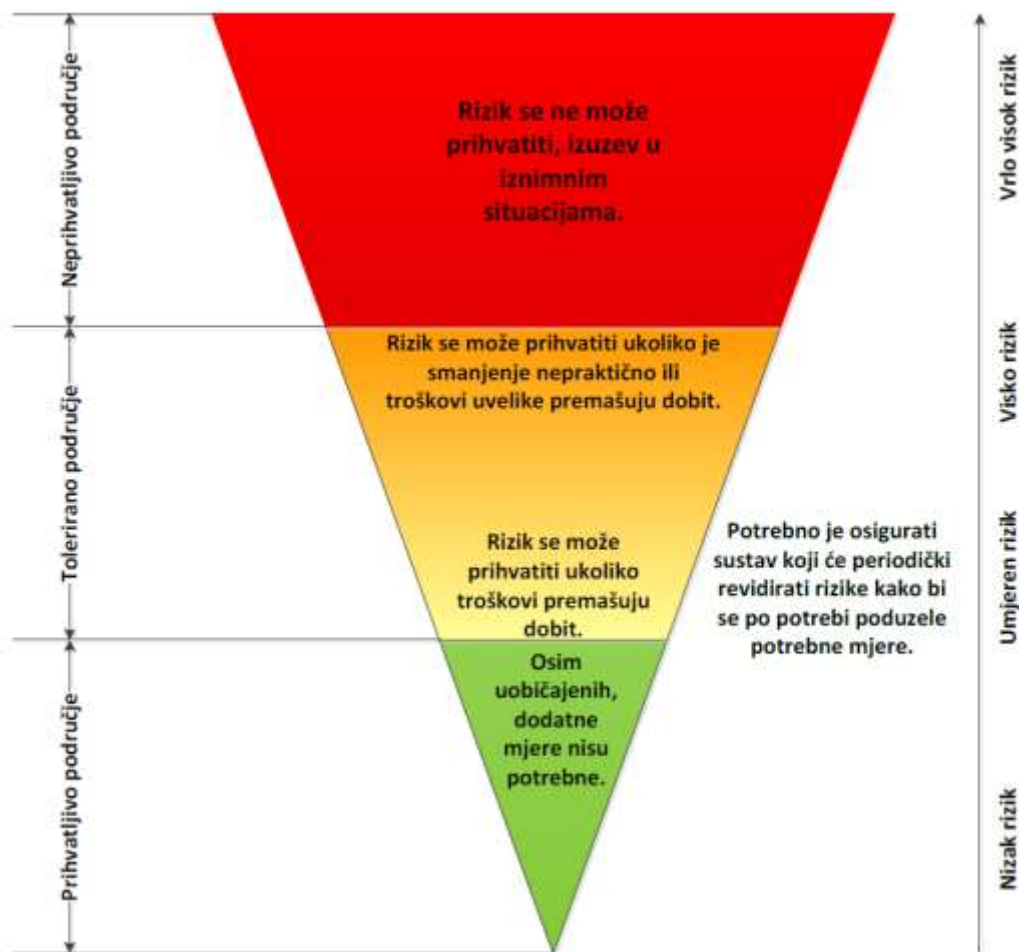 Neprihvatljivo područje
Tolerirano područje
Prihvatljivo područje
Rizik se ne može
prihvatiti, izuzev u
iznimnim
situacijama.
Rizik se može prihvatiti ukoliko je
smanjenje nepraktično ili
troškovi uvelike premašuju dobit.
Rizik se može
prihvatiti ukoliko
troškovi premašuju
dobit.
Osim
uobičajenih,
dodatne
mjere nisu
potrebne.
Potrebno je osigurati
sustav koji će periodički
revidirati rizike kako bi
se po potrebi poduzele
potrebne mjere.
Vrlo visok rizik
Visko rizik
Umjeren rizik
Nizak rizik